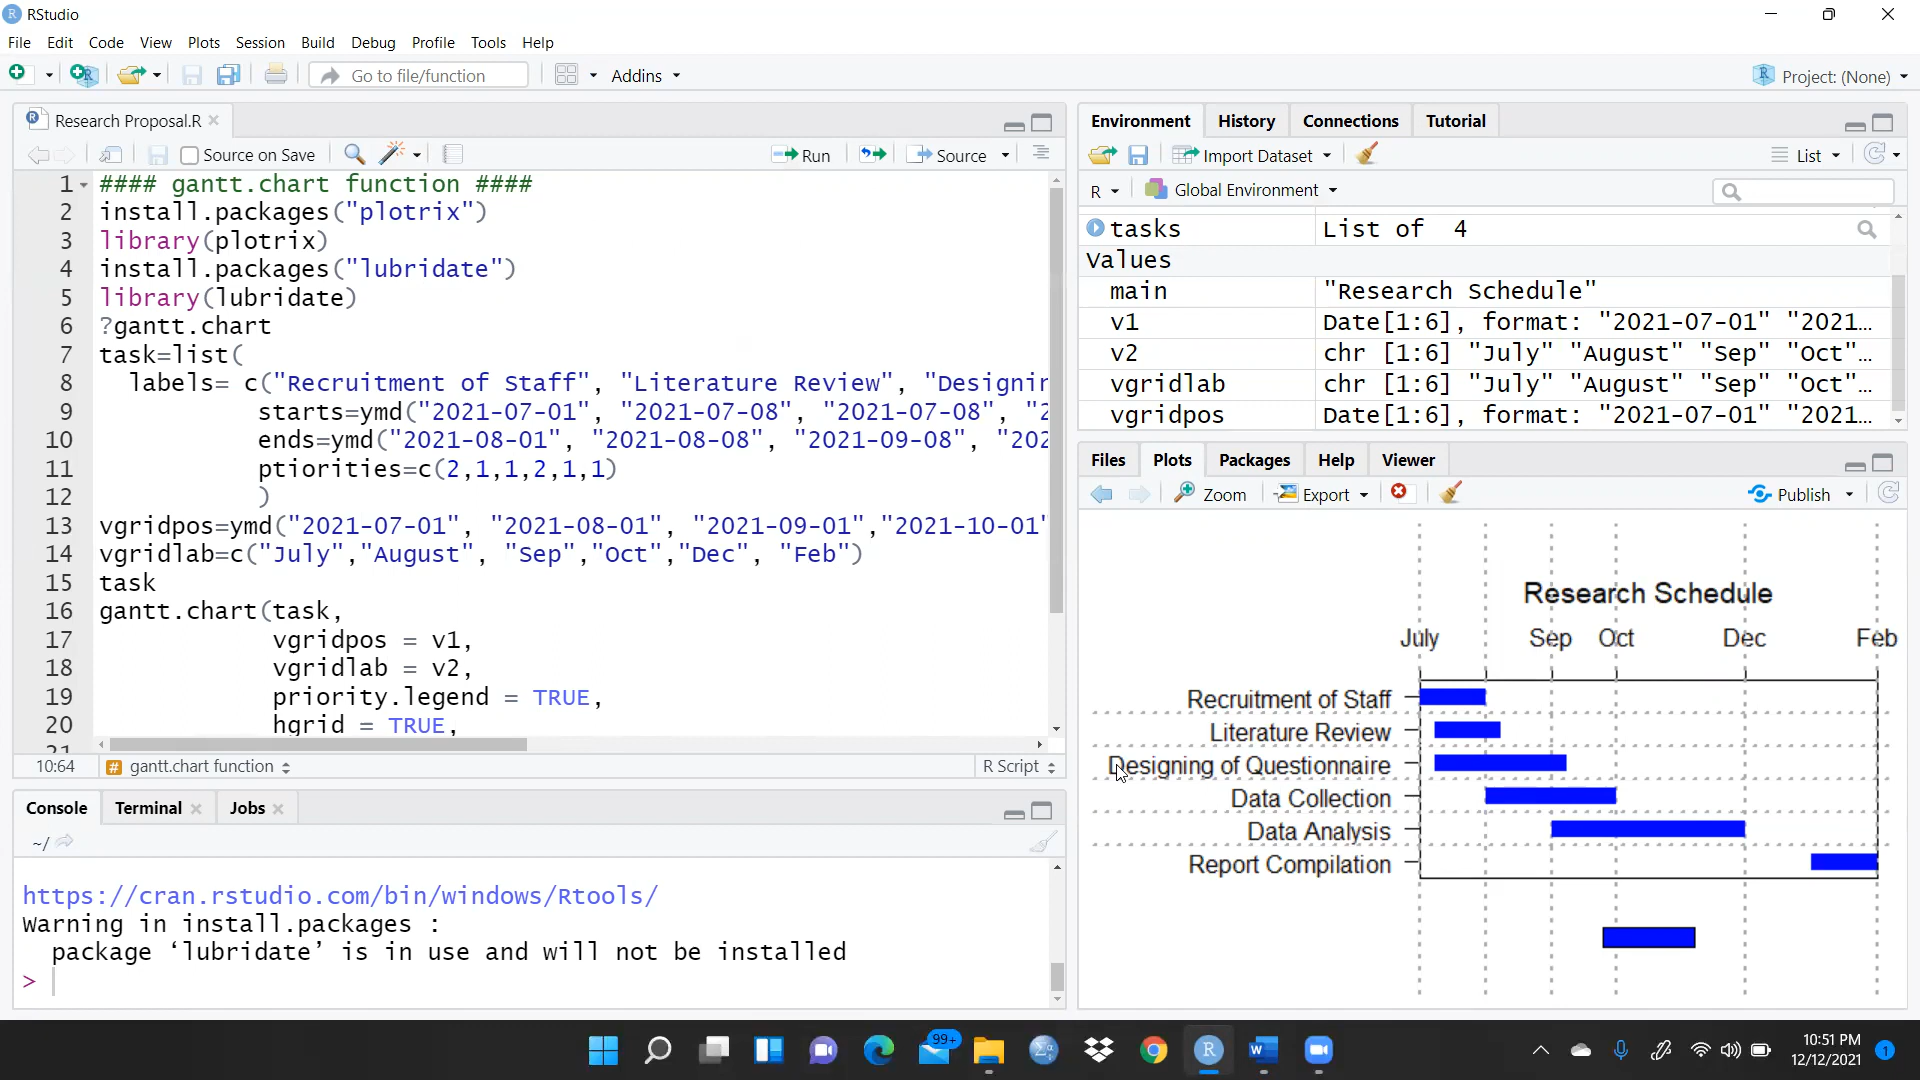 RStudio
File Edit Code View Plots Session Build Debug Profile Tools Help
Go to file/function Addins Project: (None)
Research Proposal.R
Source on Save Run Source
1 #### gantt.chart function ####
2 install.packages("plotrix")
3 library(plotrix)
4 install.packages("lubridate")
5 library(lubridate)
6 ?gantt.chart
7 task=list(
8 labels= c("Recruitment of Staff", "Literature Review", "Designin
9 starts=ymd("2021-07-01", "2021-07-08", "2021-07-08", "2
10 ends=ymd("2021-08-01", "2021-08-08", "2021-09-08", "202
11 ptiorities=c(2,1,1,2,1,1)
12 )
13 vgridpos=ymd("2021-07-01", "2021-08-01", "2021-09-01","2021-10-01"
14 vgridlab=c("July","August", "Sep","Oct","Dec", "Feb")
15 task
16 gantt.chart(task,
17 vgridpos = v1,
18 vgridlab = v2,
19 priority.legend = TRUE,
20 hgrid = TRUE,
21
10:64 # gantt.chart function R Script
Console Terminal Jobs
~/
https://cran.rstudio.com/bin/windows/Rtools/
Warning in install.packages :
package ‘lubridate’ is in use and will not be installed
>
Environment History Connections Tutorial
Import Dataset List
R Global Environment
tasks List of 4
Values
main "Research Schedule"
v1 Date[1:6], format: "2021-07-01" "2021…
v2 chr [1:6] "July" "August" "Sep" "Oct"…
vgridlab chr [1:6] "July" "August" "Sep" "Oct"…
vgridpos Date[1:6], format: "2021-07-01" "2021…
Files Plots Packages Help Viewer
Zoom Export Publish
Research Schedule
July Sep Oct Dec Feb
Recruitment of Staff
Literature Review
Designing of Questionnaire
Data Collection
Data Analysis
Report Compilation
99+
10:51 PM
12/12/2021
1